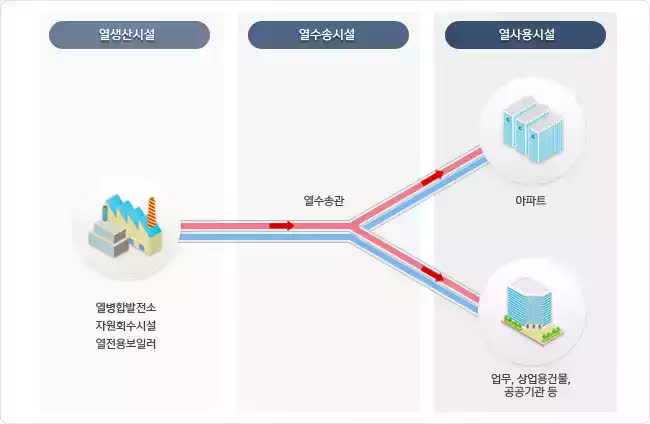 열생산시설
열수송시설
열사용시설
열수송관
아파트
열병합발전소
자원회수시설
열전용보일러
업무, 상업용건물,
공공기관 등